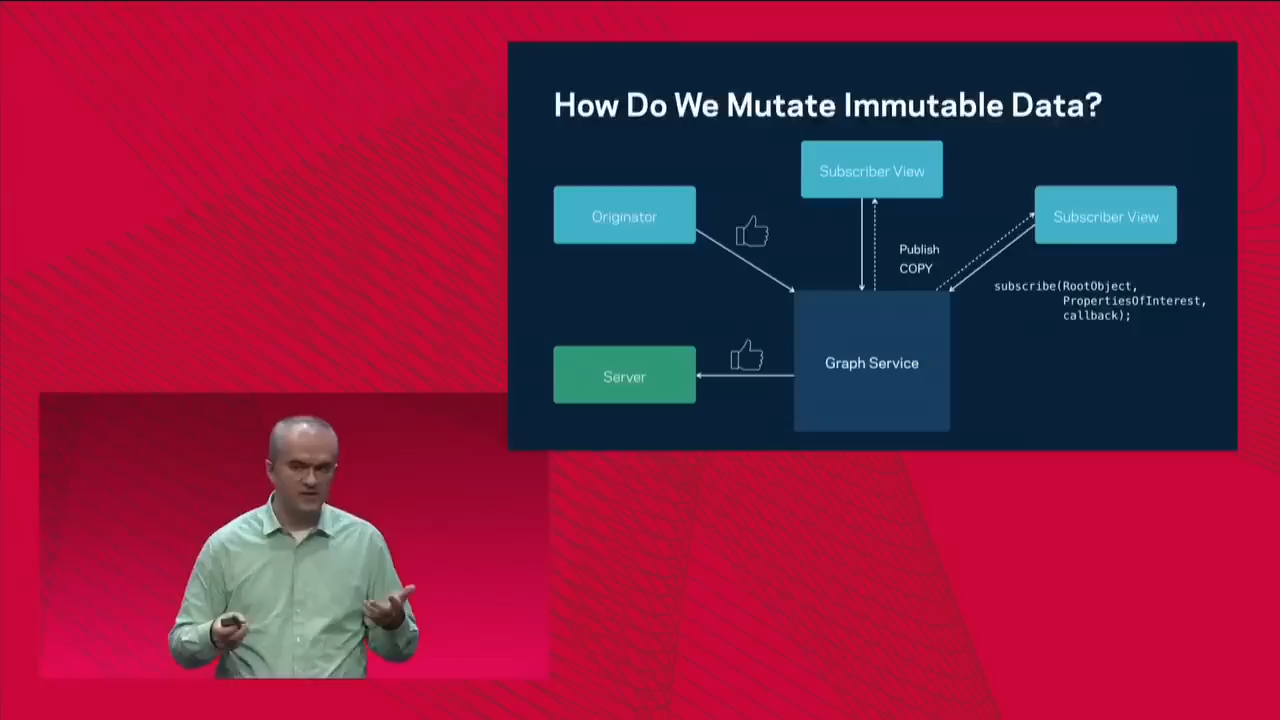 How Do We Mutate Immutable Data?
Subscriber View
Originator
Subscriber View
Publish
COPY
subscribe(RootObject,
PropertiesOfInterest,
callback);
Graph Service
Server